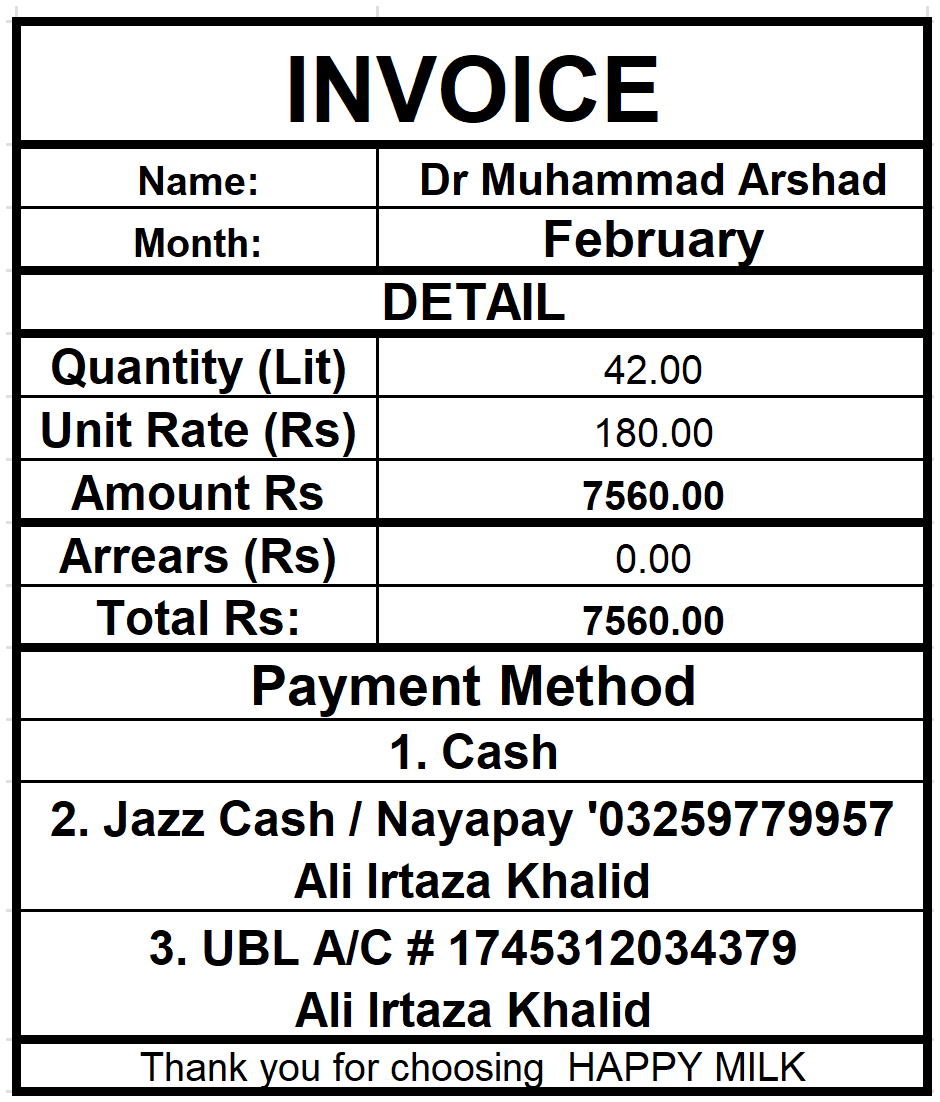 INVOICE
Name: Dr Muhammad Arshad
Month: February
DETAIL
Quantity (Lit) 42.00
Unit Rate (Rs) 180.00
Amount Rs 7560.00
Arrears (Rs) 0.00
Total Rs: 7560.00
Payment Method
1. Cash
2. Jazz Cash / Nayapay '03259779957
Ali Irtaza Khalid
3. UBL A/C # 1745312034379
Ali Irtaza Khalid
Thank you for choosing  HAPPY MILK